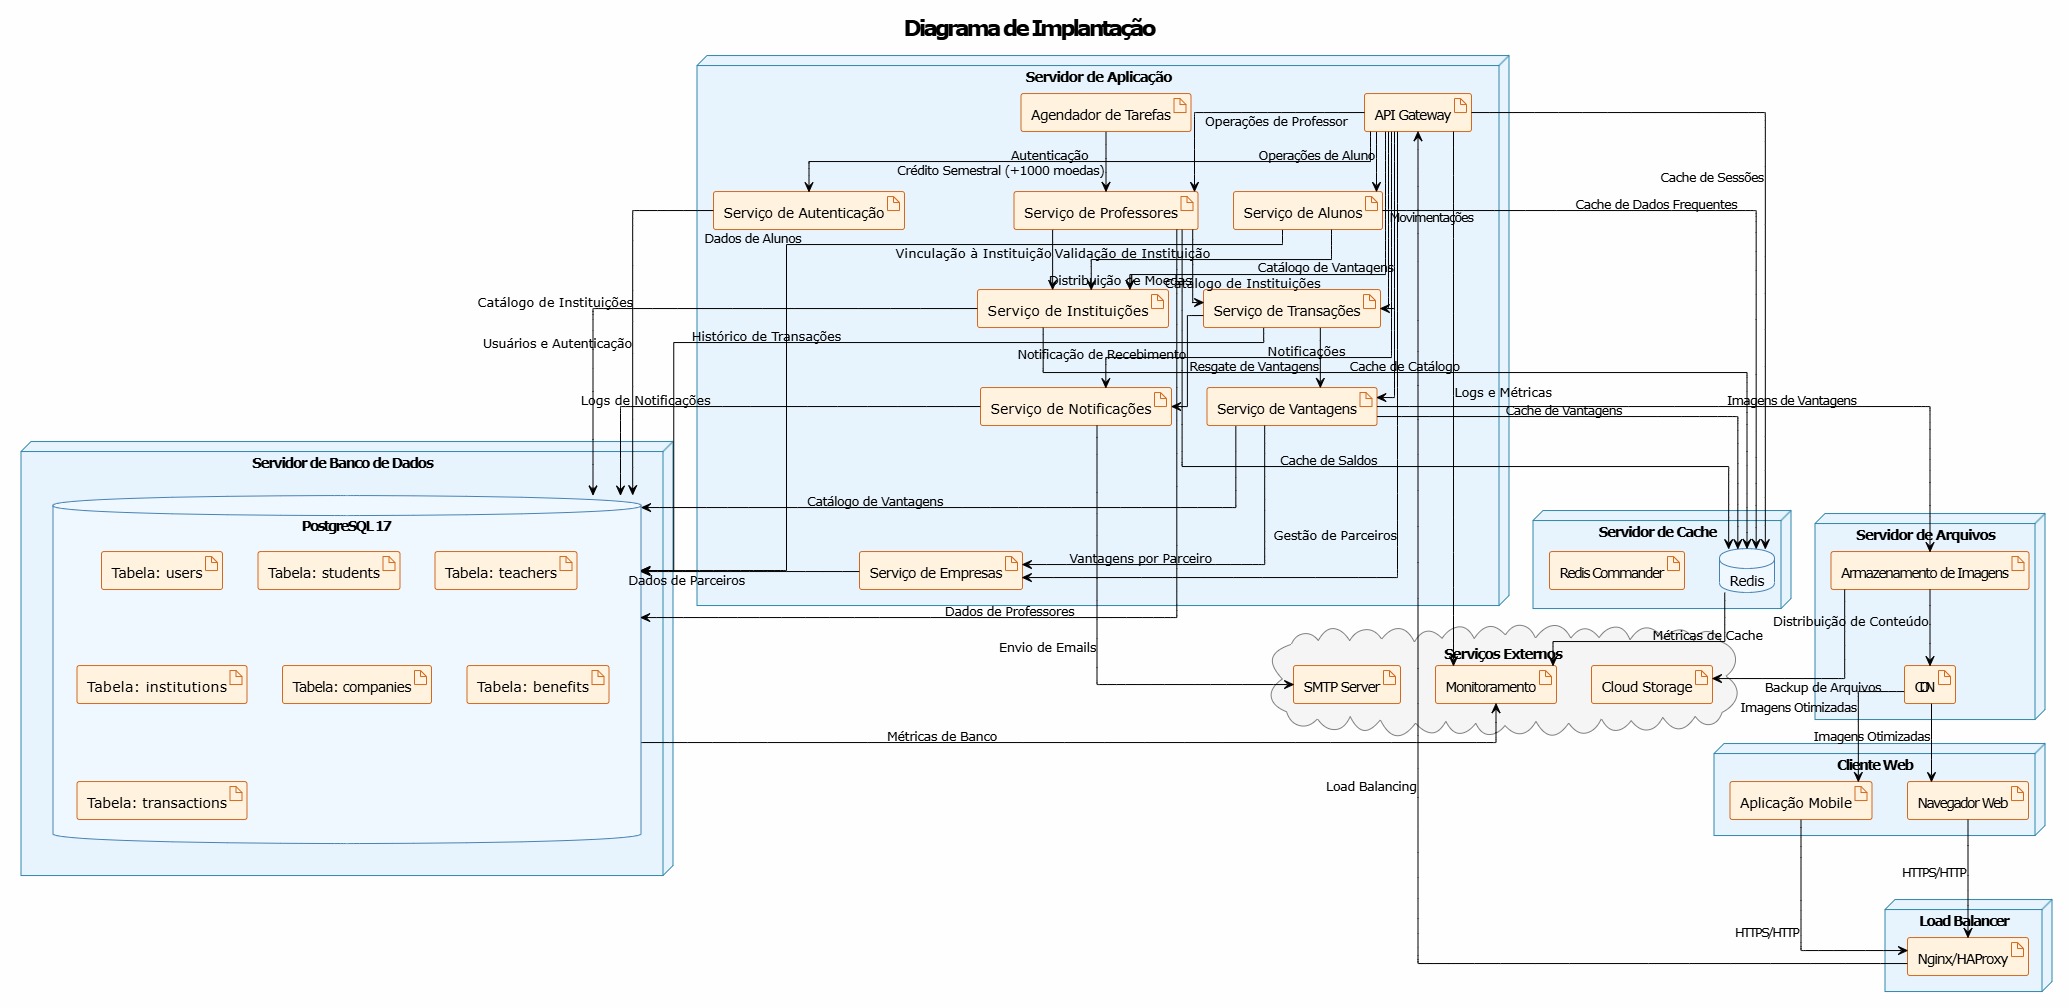 Diagrama de Implantação
Servidor de Aplicação
Agendador de Tarefas
API Gateway
Operações de Professor
Autenticação
Operações de Aluno
Crédito Semestral (+1000 moedas)
Cache de Sessões
Serviço de Autenticação
Serviço de Professores
Serviço de Alunos
Cache de Dados Frequentes
Movimentações
Dados de Alunos
Vinculação à Instituição
Validação de Instituição
Catálogo de Vantagens
Distribuição de Moedas
Catálogo de Instituições
Catálogo de Instituições
Serviço de Instituições
Serviço de Transações
Usuários e Autenticação
Histórico de Transações
Notificação de Recebimento
Notificações
Resgate de Vantagens
Cache de Catálogo
Logs de Notificações
Serviço de Notificações
Serviço de Vantagens
Logs e Métricas
Imagens de Vantagens
Cache de Vantagens
Servidor de Banco de Dados
Cache de Saldos
Catálogo de Vantagens
PostgreSQL 17
Gestão de Parceiros
Servidor de Cache
Servidor de Arquivos
Vantagens por Parceiro
Tabela: users
Tabela: students
Tabela: teachers
Dados de Parceiros
Serviço de Empresas
Redis Commander
Redis
Armazenamento de Imagens
Dados de Professores
Distribuição de Conteúdo
Métricas de Cache
Envio de Emails
Serviços Externos
Tabela: institutions
Tabela: companies
Tabela: benefits
SMTP Server
Monitoramento
Cloud Storage
Backup de Arquivos
CDN
Imagens Otimizadas
Métricas de Banco
Imagens Otimizadas
Cliente Web
Load Balancing
Tabela: transactions
Aplicação Mobile
Navegador Web
HTTPS/HTTP
Load Balancer
HTTPS/HTTP
Nginx/HAProxy